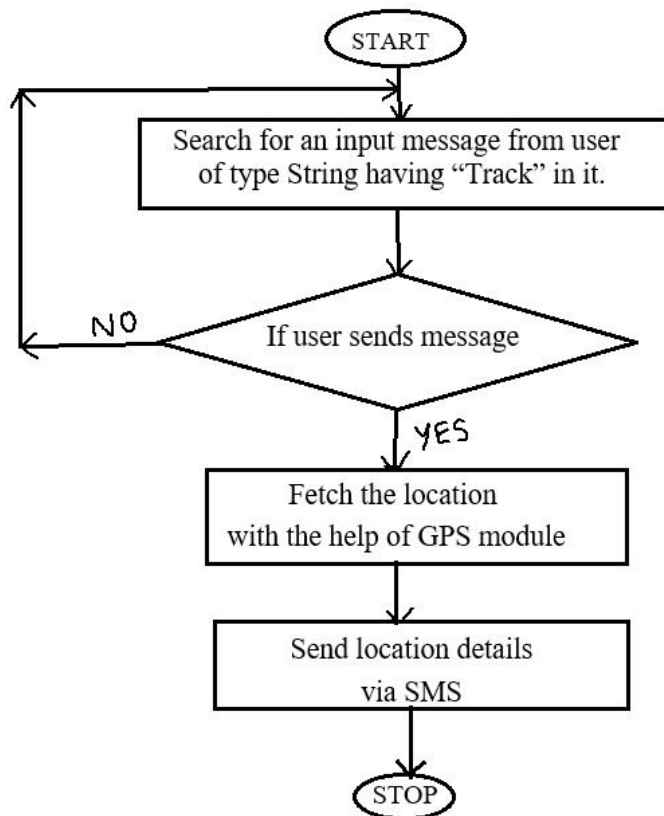 START
Search for an input message from user
of type String having “Track” in it.
If user sends message
NO
YES
Fetch the location
with the help of GPS module
Send location details
via SMS
STOP